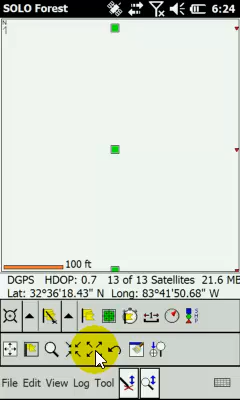 SOLO Forest 6:24
N
100 ft
DGPS HDOP: 0.7 13 of 13 Satellites 21.6 MB
Lat: 32°36'18.43" N Long: 83°41'50.68" W
File Edit View Log Tool